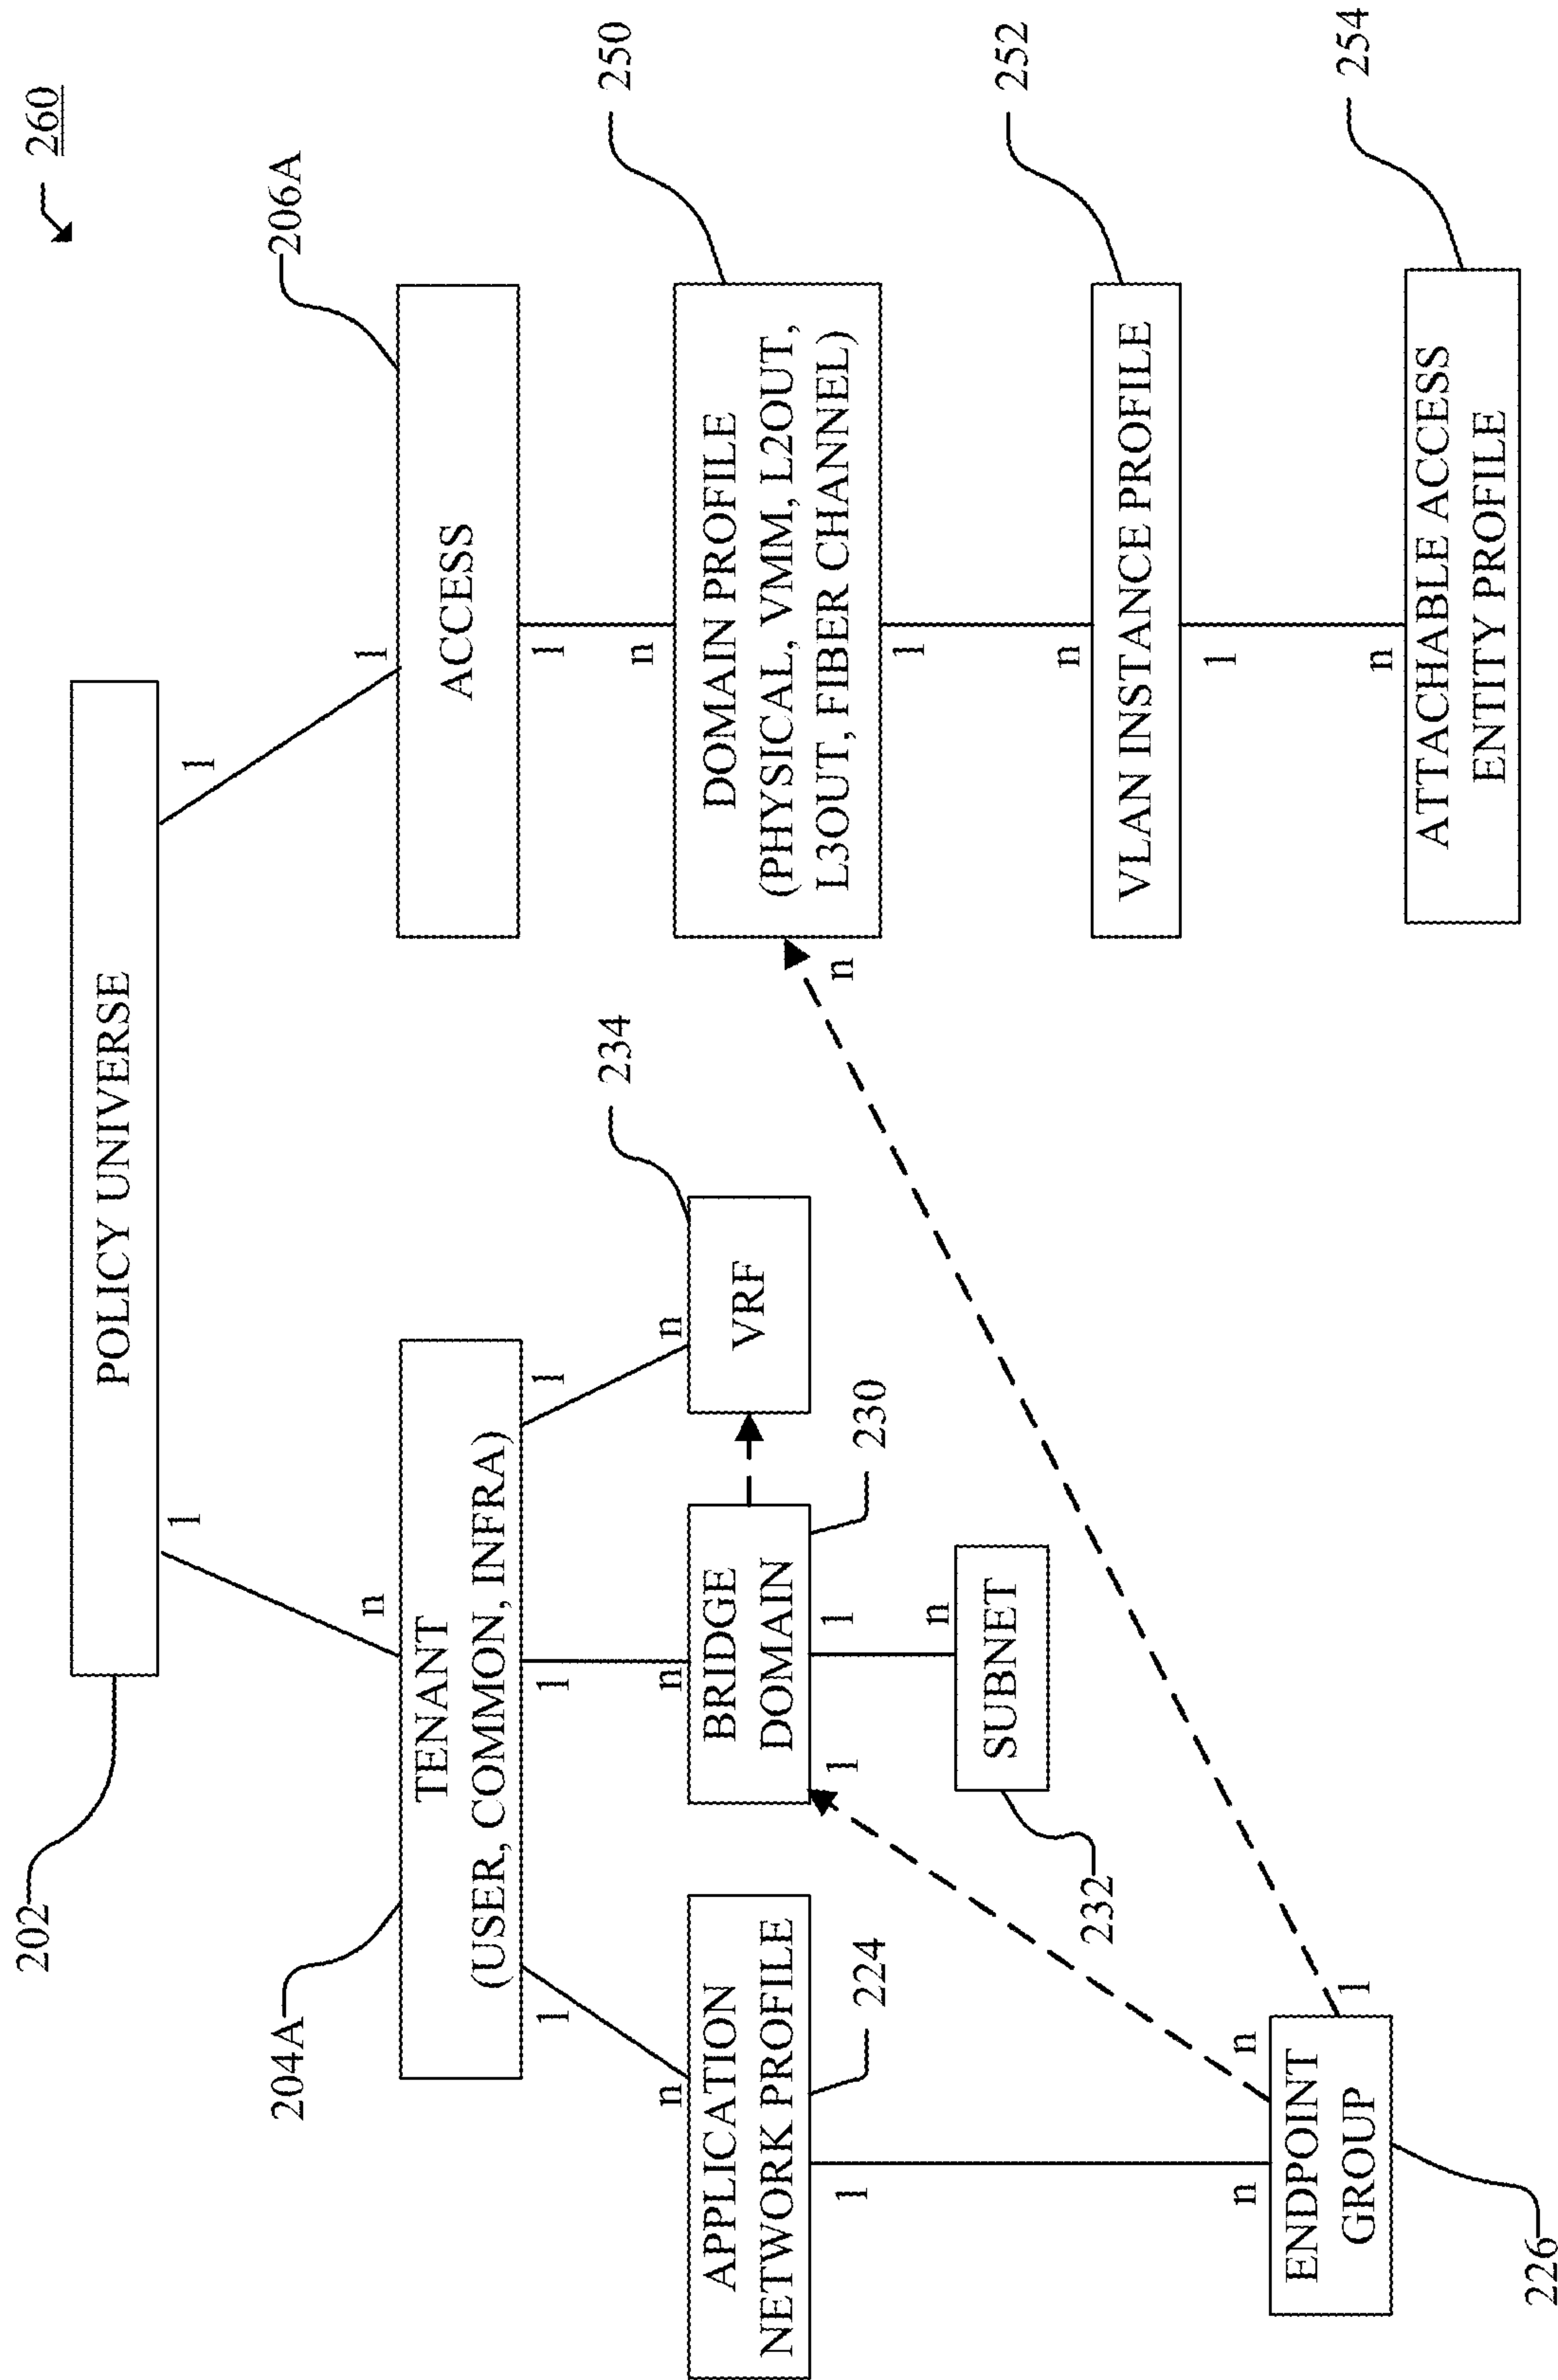 260
POLICY UNIVERSE
202
1
1
n
1
204A
TENANT
(USER, COMMON, INFRA)
206A
ACCESS
1
1
1
1
n
n
n
n
APPLICATION
NETWORK PROFILE
224
BRIDGE
DOMAIN
230
VRF
234
DOMAIN PROFILE
(PHYSICAL, VMM, L2OUT,
L3OUT, FIBER CHANNEL)
250
1
1
1
n
n
1
n
SUBNET
232
VLAN INSTANCE PROFILE
252
1
n
n
n
1
ENDPOINT
GROUP
226
ATTACHABLE ACCESS
ENTITY PROFILE
254